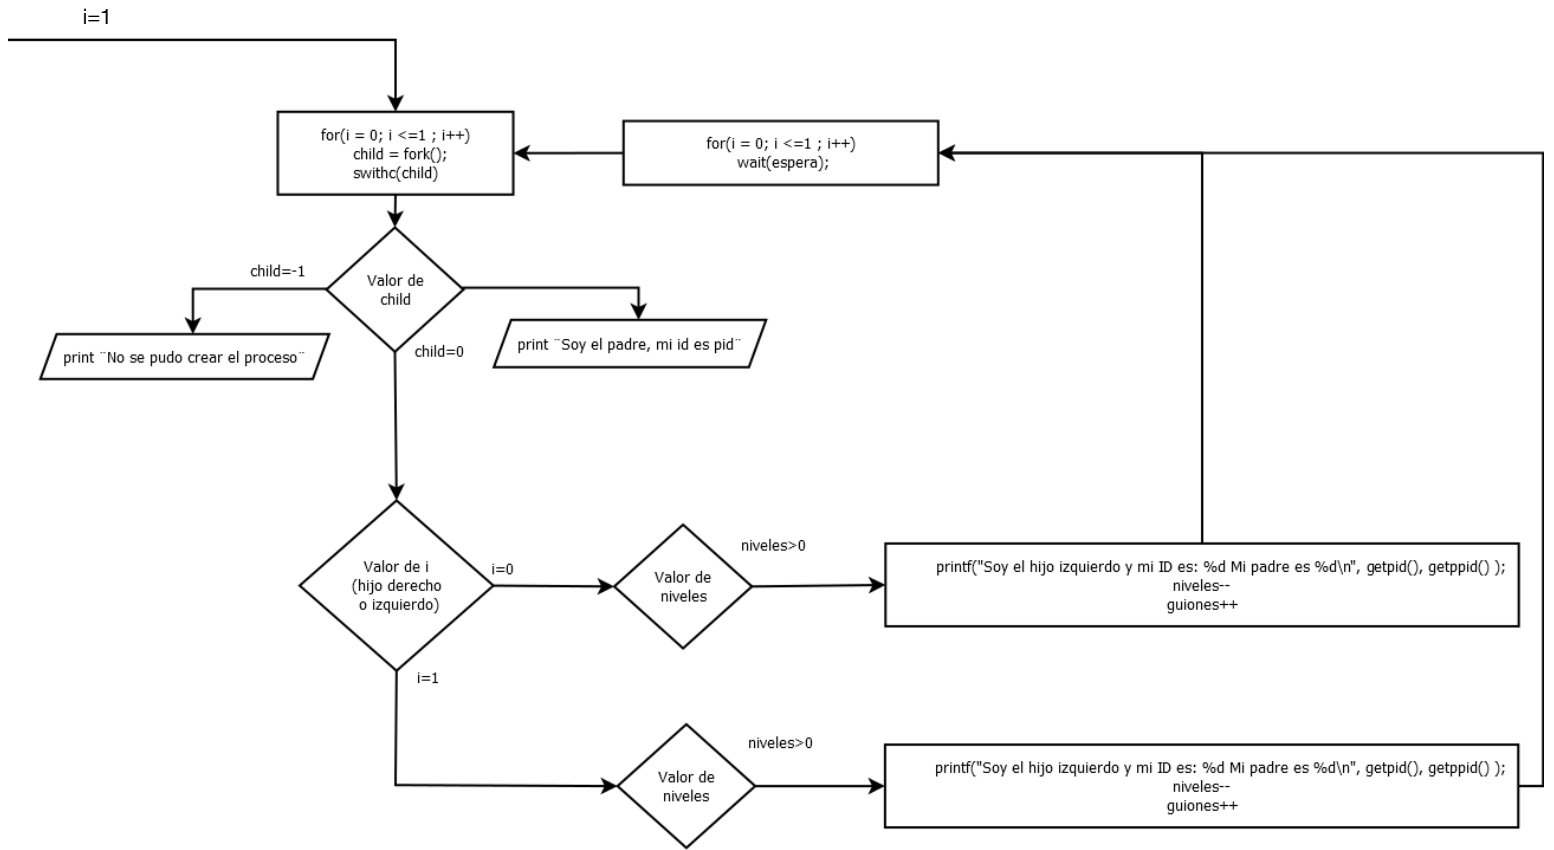 i=1
for(i = 0; i <=1 ; i++)
child = fork();
swithc(child)
for(i = 0; i <=1 ; i++)
wait(espera);
child=-1
Valor de
child
print ¨No se pudo crear el proceso¨
print ¨Soy el padre, mi id es pid¨
child=0
Valor de i
(hijo derecho
o izquierdo)
i=0
Valor de
niveles
niveles>0
printf("Soy el hijo izquierdo y mi ID es: %d Mi padre es %d\n", getpid(), getppid() );
niveles--
guiones++
i=1
Valor de
niveles
niveles>0
printf("Soy el hijo izquierdo y mi ID es: %d Mi padre es %d\n", getpid(), getppid() );
niveles--
guiones++